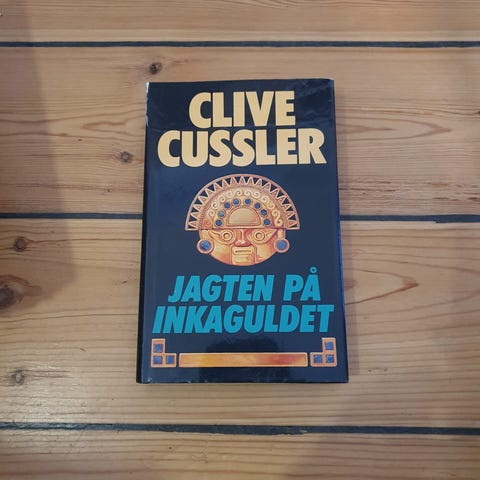 CLIVE
CUSSLER
JAGTEN PÅ
INKAGULDET